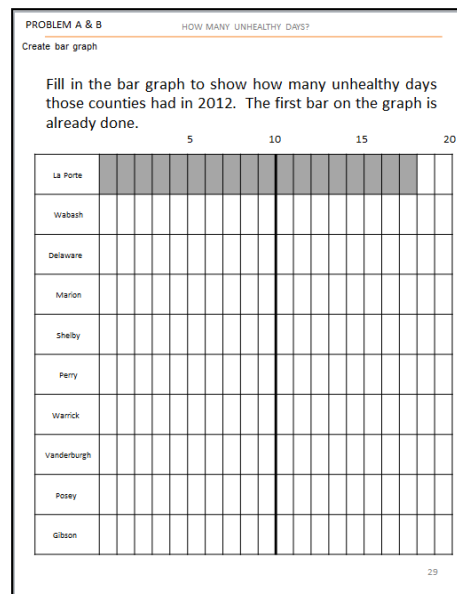 PROBLEM A & B
HOW MANY UNHEALTHY DAYS?
Create bar graph
Fill in the bar graph to show how many unhealthy days
those counties had in 2012. The first bar on the graph is
already done.
5 10 15 20
La Porte
Wabash
Delaware
Marion
Shelby
Perry
Warrick
Vanderburgh
Posey
Gibson
29